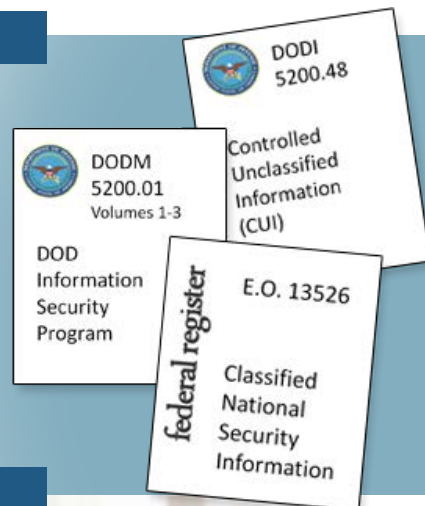 DODI
5200.48
Controlled
Unclassified
Information
(CUI)
DODM
5200.01
Volumes 1-3
DOD
Information
Security
Program
federal register
E.O. 13526
Classified
National
Security
Information